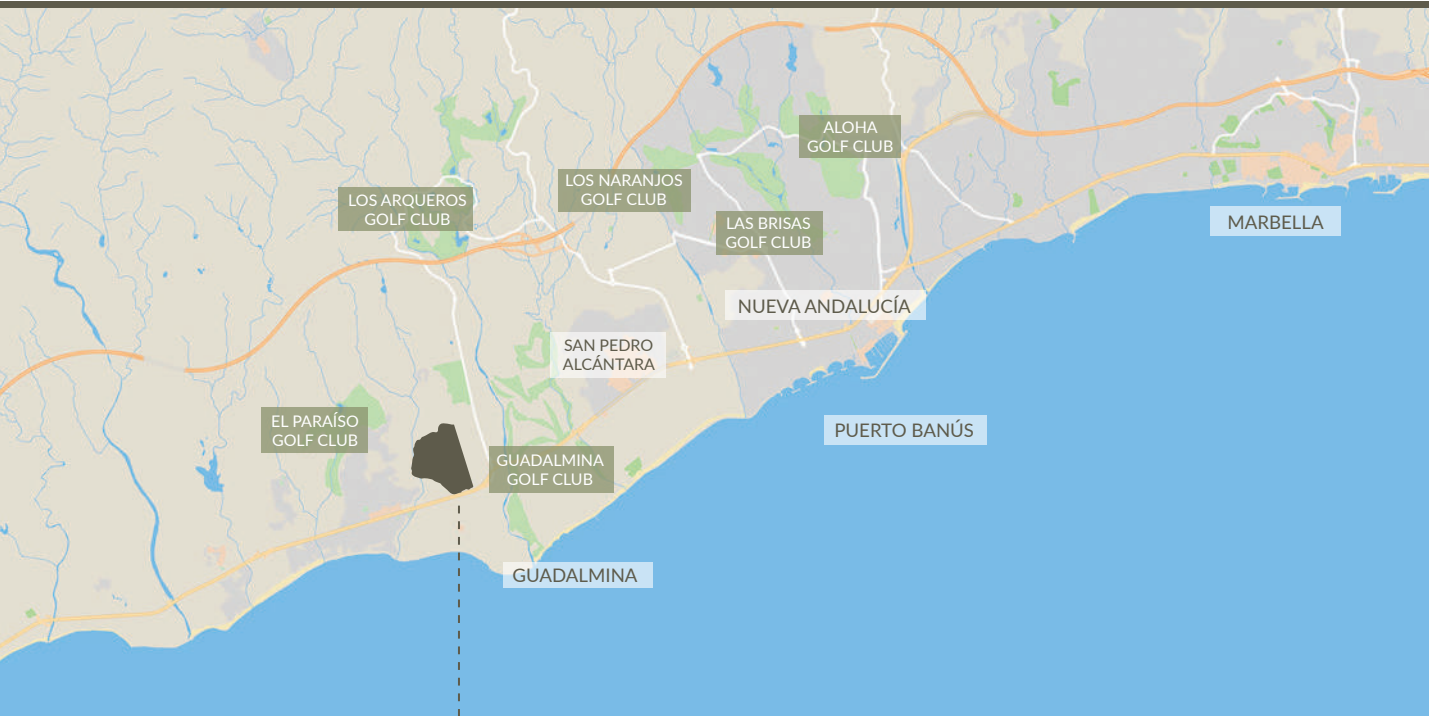 ALOHA
GOLF CLUB
LOS NARANJOS
GOLF CLUB
LOS ARQUEROS
GOLF CLUB
LAS BRISAS
GOLF CLUB
MARBELLA
NUEVA ANDALUCÍA
SAN PEDRO
ALCÁNTARA
EL PARAÍSO
GOLF CLUB
PUERTO BANÚS
GUADALMINA
GOLF CLUB
GUADALMINA